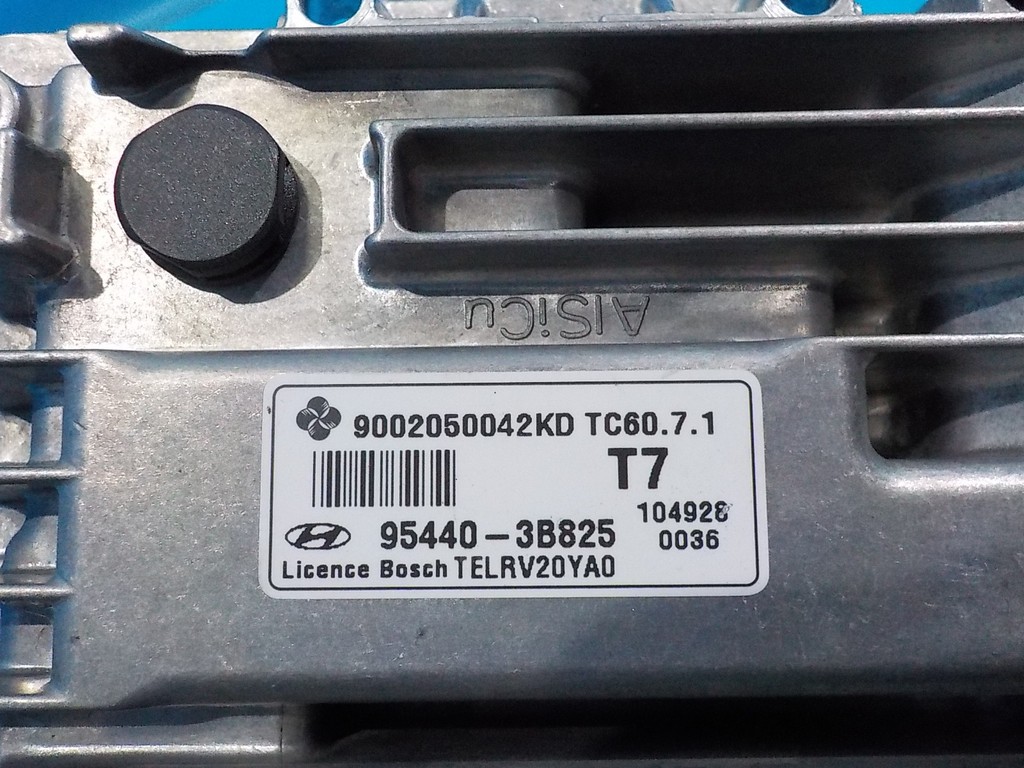 AlSiCu
9002050042KD TC60.7.1
T7
104928
95440-3B825
0036
Licence Bosch TELRV20YA0